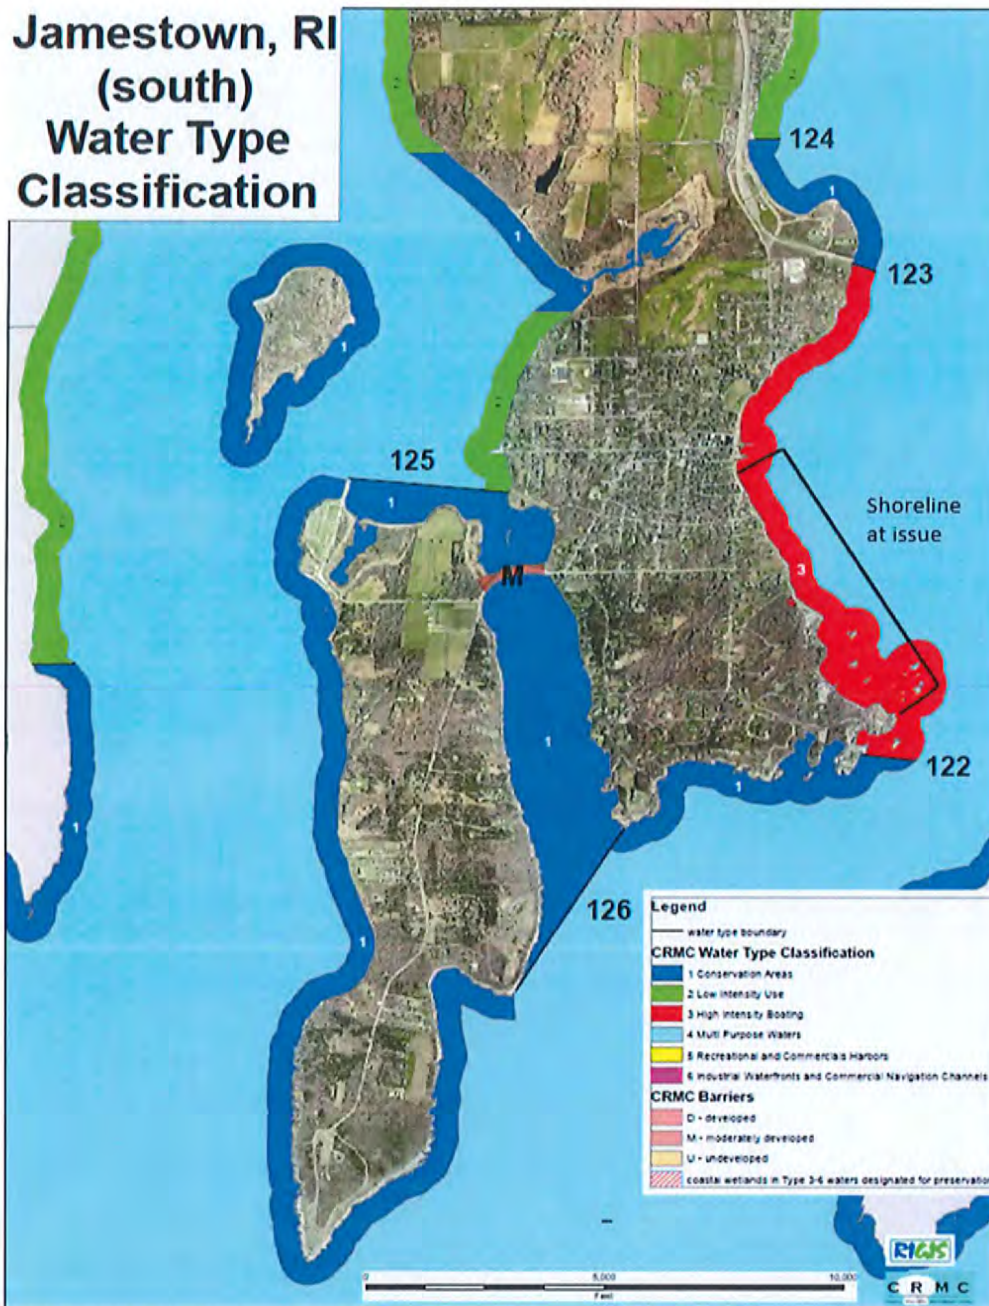 Jamestown, RI
(south)
Water Type
Classification
124
1
123
1
1
125
1
Shoreline
at issue
M
3
1
1
122
1
1
126
1
Legend
water type boundary
CRMC Water Type Classification
1 Conservation Areas
2 Low Intensity Use
3 High Intensity Boating
4 Multi Purpose Waters
5 Recreational and Commercials Harbors
6 Industrial Waterfronts and Commercial Navigation Channels
CRMC Barriers
D - developed
M - moderately developed
U - undeveloped
coastal wetlands in Type 3-6 waters designated for preservation
RIGIS
0 5,000 10,000
Feet
CRMC